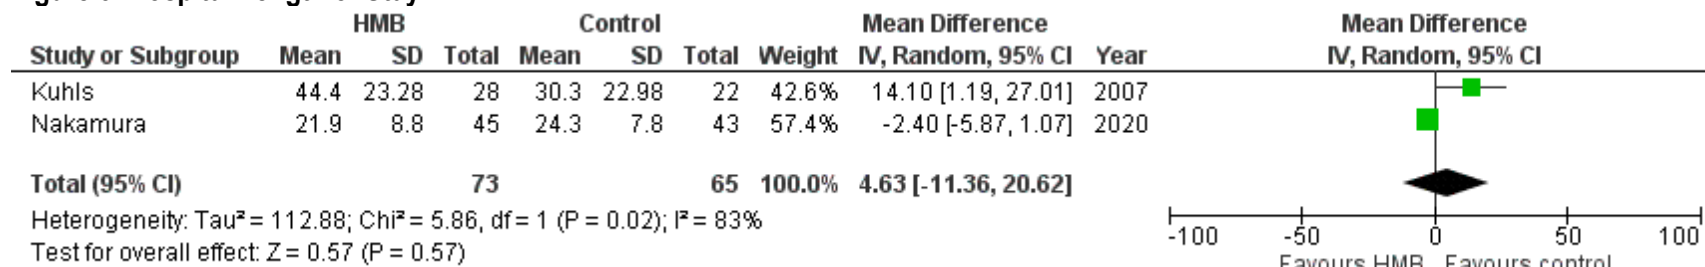 HMB Control Mean Difference Mean Difference
Study or Subgroup Mean SD Total Mean SD Total Weight IV, Random, 95% CI Year IV, Random, 95% CI
Kuhls 44.4 23.28 28 30.3 22.98 22 42.6% 14.10 [1.19, 27.01] 2007
Nakamura 21.9 8.8 45 24.3 7.8 43 57.4% -2.40 [-5.87, 1.07] 2020
Total (95% CI) 73 65 100.0% 4.63 [-11.36, 20.62]
Heterogeneity: Tau² = 112.88; Chi² = 5.86, df = 1 (P = 0.02); I² = 83%
Test for overall effect: Z = 0.57 (P = 0.57)
-100 -50 0 50 100
Favours HMB Favours control